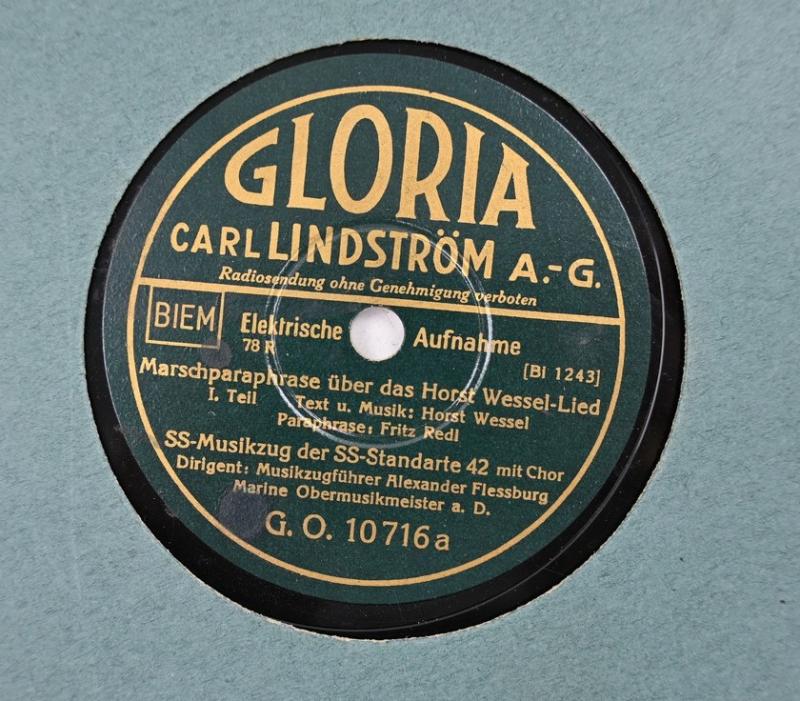 GLORIA
CARL LINDSTRÖM A.-G.
Radiosendung ohne Genehmigung verboten
BIEM
Elektrische Aufnahme
78 R
[BI 1243]
Marschparaphrase über das Horst Wessel-Lied
I. Teil Text u. Musik: Horst Wessel
Paraphrase: Fritz Redl
SS-Musikzug der SS-Standarte 42 mit Chor
Dirigent: Musikzugführer Alexander Flessburg
Marine Obermusikmeister a. D.
G. O. 10716a